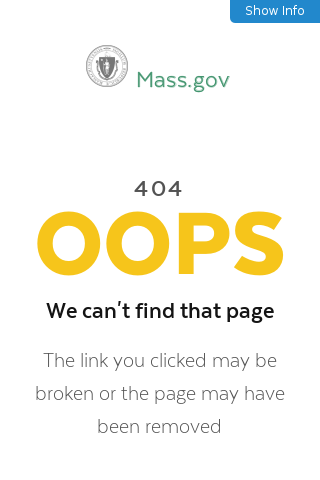 Show Info
Mass.gov
404
OOPS
We can't find that page
The link you clicked may be
broken or the page may have
been removed